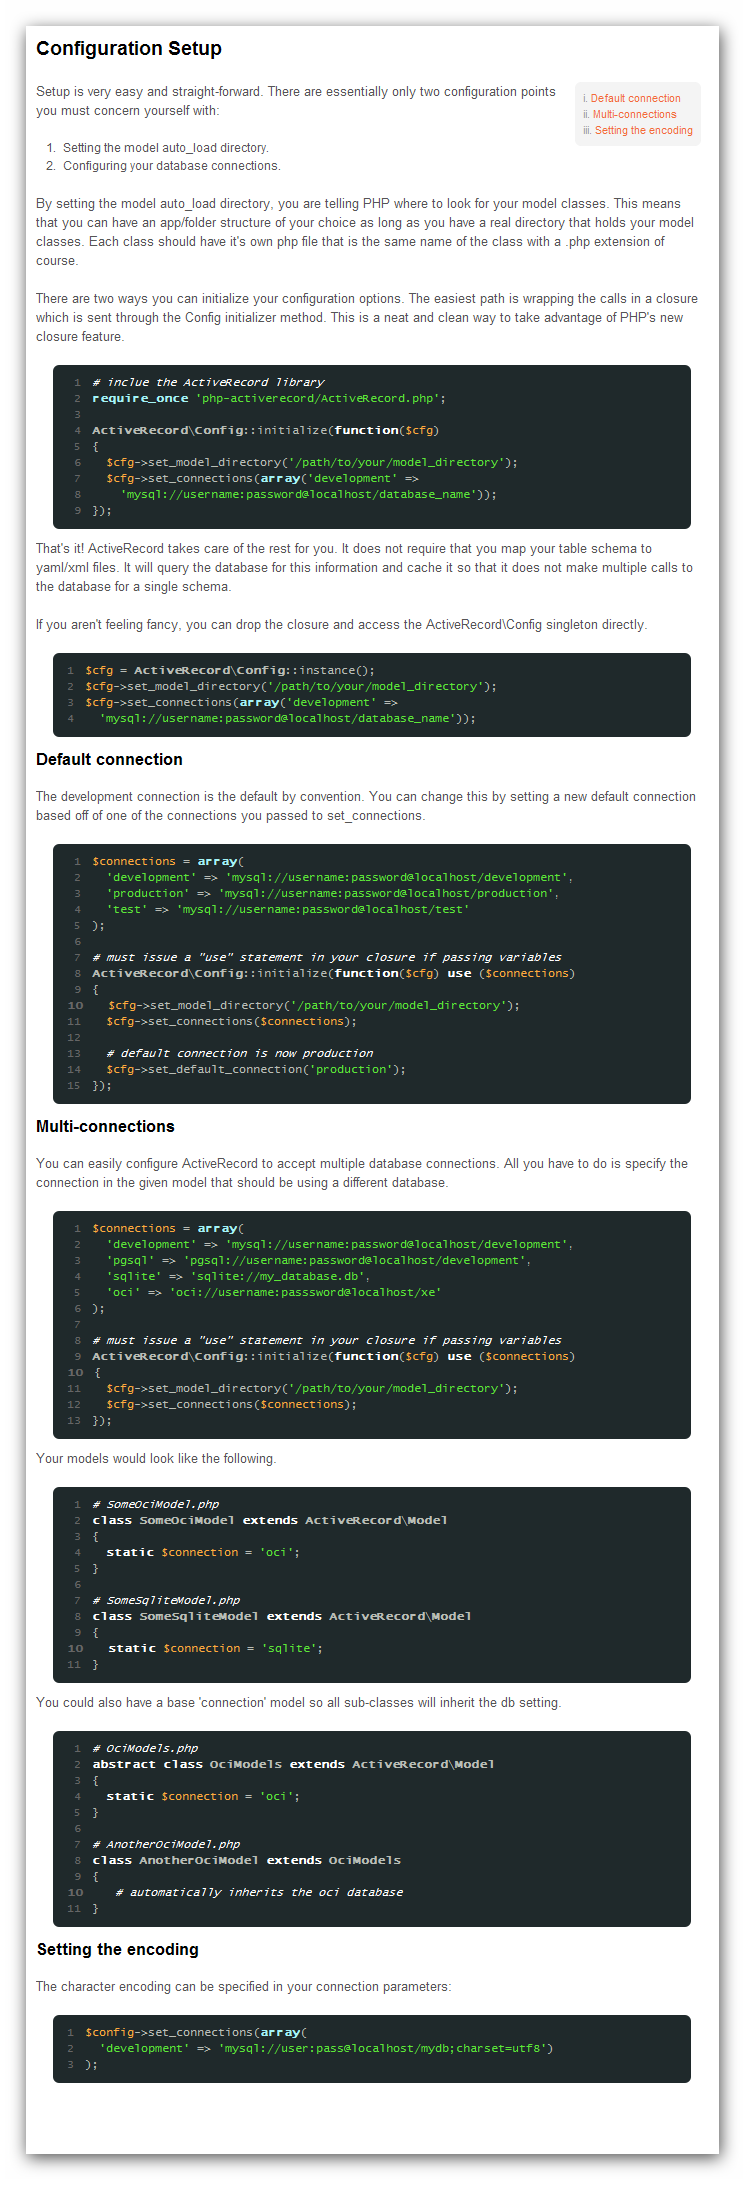 Configuration Setup
Setup is very easy and straight-forward. There are essentially only two configuration points
you must concern yourself with:
i. Default connection
ii. Multi-connections
iii. Setting the encoding
1. Setting the model auto_load directory.
2. Configuring your database connections.
By setting the model auto_load directory, you are telling PHP where to look for your model classes. This means
that you can have an app/folder structure of your choice as long as you have a real directory that holds your model
classes. Each class should have it's own php file that is the same name of the class with a .php extension of
course.
There are two ways you can initialize your configuration options. The easiest path is wrapping the calls in a closure
which is sent through the Config initializer method. This is a neat and clean way to take advantage of PHP's new
closure feature.
1 # inclue the ActiveRecord library
2 require_once 'php-activerecord/ActiveRecord.php';
3
4 ActiveRecord\Config::initialize(function($cfg)
5 {
6 $cfg->set_model_directory('/path/to/your/model_directory');
7 $cfg->set_connections(array('development' =>
8 'mysql://username:password@localhost/database_name'));
9 });
That's it! ActiveRecord takes care of the rest for you. It does not require that you map your table schema to
yaml/xml files. It will query the database for this information and cache it so that it does not make multiple calls to
the database for a single schema.
If you aren't feeling fancy, you can drop the closure and access the ActiveRecord\Config singleton directly.
1 $cfg = ActiveRecord\Config::instance();
2 $cfg->set_model_directory('/path/to/your/model_directory');
3 $cfg->set_connections(array('development' =>
4 'mysql://username:password@localhost/database_name'));
Default connection
The development connection is the default by convention. You can change this by setting a new default connection
based off of one of the connections you passed to set_connections.
1 $connections = array(
2 'development' => 'mysql://username:password@localhost/development',
3 'production' => 'mysql://username:password@localhost/production',
4 'test' => 'mysql://username:password@localhost/test'
5 );
6
7 # must issue a "use" statement in your closure if passing variables
8 ActiveRecord\Config::initialize(function($cfg) use ($connections)
9 {
10 $cfg->set_model_directory('/path/to/your/model_directory');
11 $cfg->set_connections($connections);
12
13 # default connection is now production
14 $cfg->set_default_connection('production');
15 });
Multi-connections
You can easily configure ActiveRecord to accept multiple database connections. All you have to do is specify the
connection in the given model that should be using a different database.
1 $connections = array(
2 'development' => 'mysql://username:password@localhost/development',
3 'pgsql' => 'pgsql://username:password@localhost/development',
4 'sqlite' => 'sqlite://my_database.db',
5 'oci' => 'oci://username:passsword@localhost/xe'
6 );
7
8 # must issue a "use" statement in your closure if passing variables
9 ActiveRecord\Config::initialize(function($cfg) use ($connections)
10 {
11 $cfg->set_model_directory('/path/to/your/model_directory');
12 $cfg->set_connections($connections);
13 });
Your models would look like the following.
1 # SomeOciModel.php
2 class SomeOciModel extends ActiveRecord\Model
3 {
4 static $connection = 'oci';
5 }
6
7 # SomeSqliteModel.php
8 class SomeSqliteModel extends ActiveRecord\Model
9 {
10 static $connection = 'sqlite';
11 }
You could also have a base 'connection' model so all sub-classes will inherit the db setting.
1 # OciModels.php
2 abstract class OciModels extends ActiveRecord\Model
3 {
4 static $connection = 'oci';
5 }
6
7 # AnotherOciModel.php
8 class AnotherOciModel extends OciModels
9 {
10 # automatically inherits the oci database
11 }
Setting the encoding
The character encoding can be specified in your connection parameters:
1 $config->set_connections(array(
2 'development' => 'mysql://user:pass@localhost/mydb;charset=utf8')
3 );